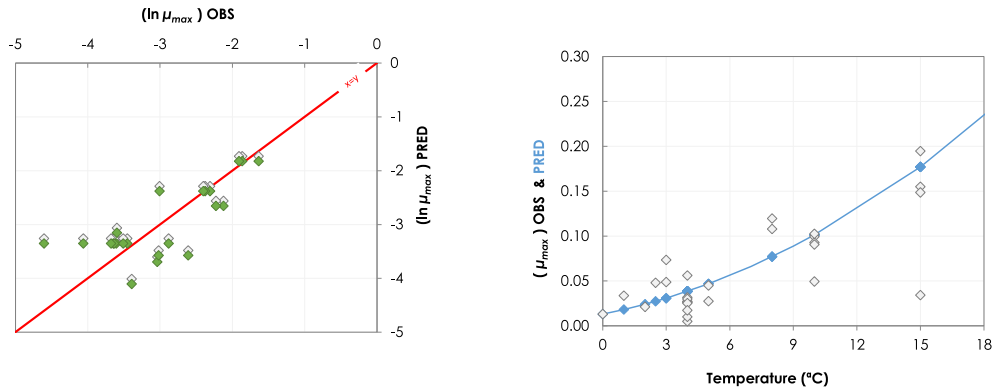 (ln μmax ) OBS
-5 -4 -3 -2 -1 0
0
-1
-2
-3
-4
-5
x=y
(ln μmax ) PRED
( μmax ) OBS & PRED
0.30
0.25
0.20
0.15
0.10
0.05
0.00
0 3 6 9 12 15 18
Temperature (ºC)